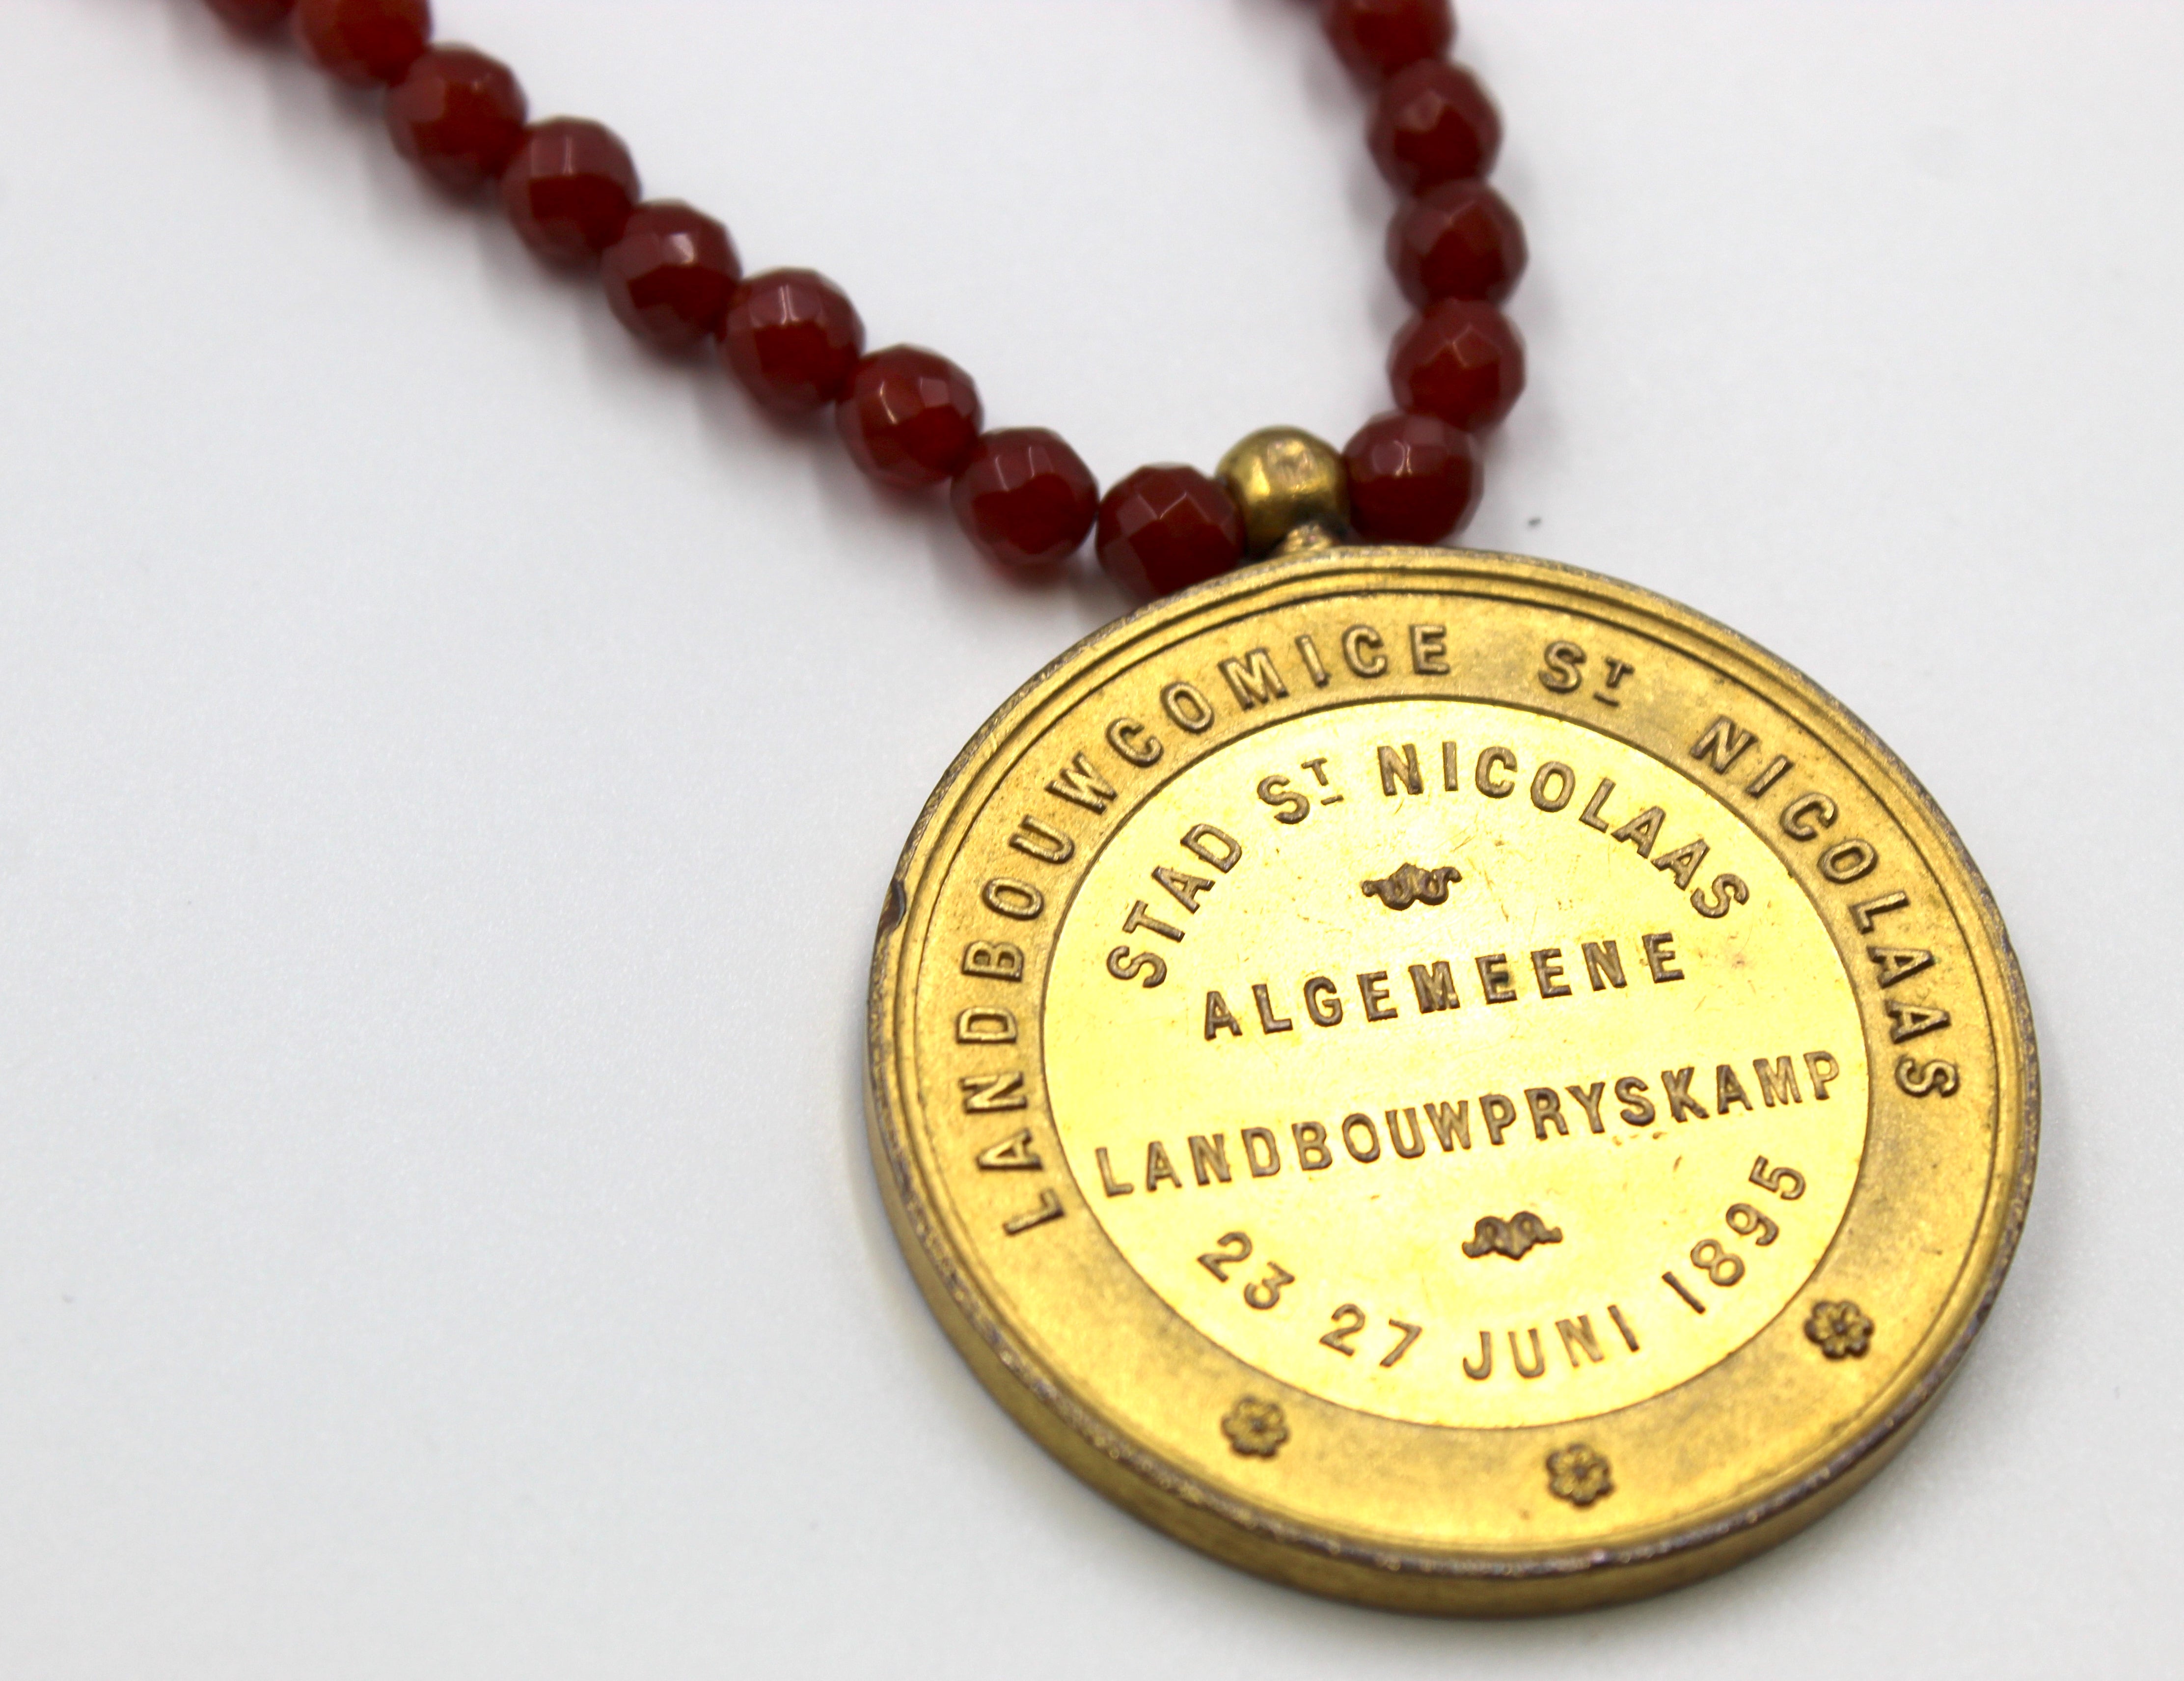 LANDBOUWCOMICE ST NICOLAAS
STAD ST NICOLAAS
ALGEMEENE
LANDBOUWPRYSKAMP
23 27 JUNI 1895